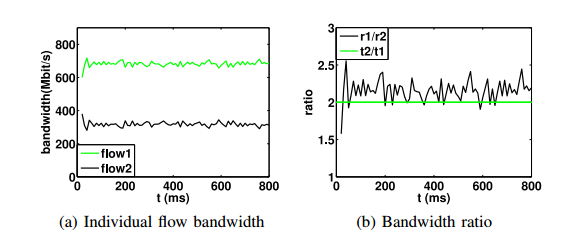 bandwidth(Mbit/s)
800
600
400
200
0
0 200 400 600 800
t (ms)
flow1
flow2
(a) Individual flow bandwidth
ratio
3
2.5
2
1.5
1
0 200 400 600 800
t (ms)
r1/r2
t2/t1
(b) Bandwidth ratio